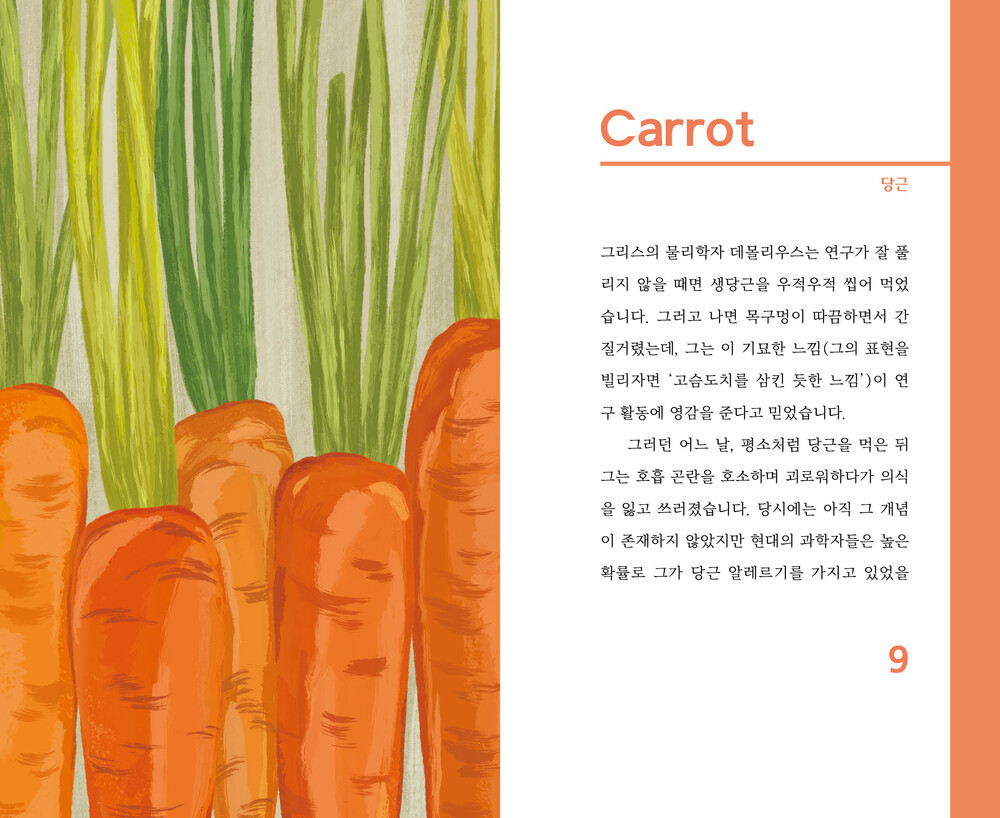 Carrot
당근
그리스의 물리학자 데몰리우스는 연구가 잘 풀
리지 않을 때면 생당근을 우적우적 씹어 먹었
습니다. 그러고 나면 목구멍이 따끔하면서 간
질거렸는데, 그는 이 기묘한 느낌(그의 표현을
빌리자면 ‘고슴도치를 삼킨 듯한 느낌’)이 연
구 활동에 영감을 준다고 믿었습니다.
그러던 어느 날, 평소처럼 당근을 먹은 뒤
그는 호흡 곤란을 호소하며 괴로워하다가 의식
을 잃고 쓰러졌습니다. 당시에는 아직 그 개념
이 존재하지 않았지만 현대의 과학자들은 높은
확률로 그가 당근 알레르기를 가지고 있었을
9